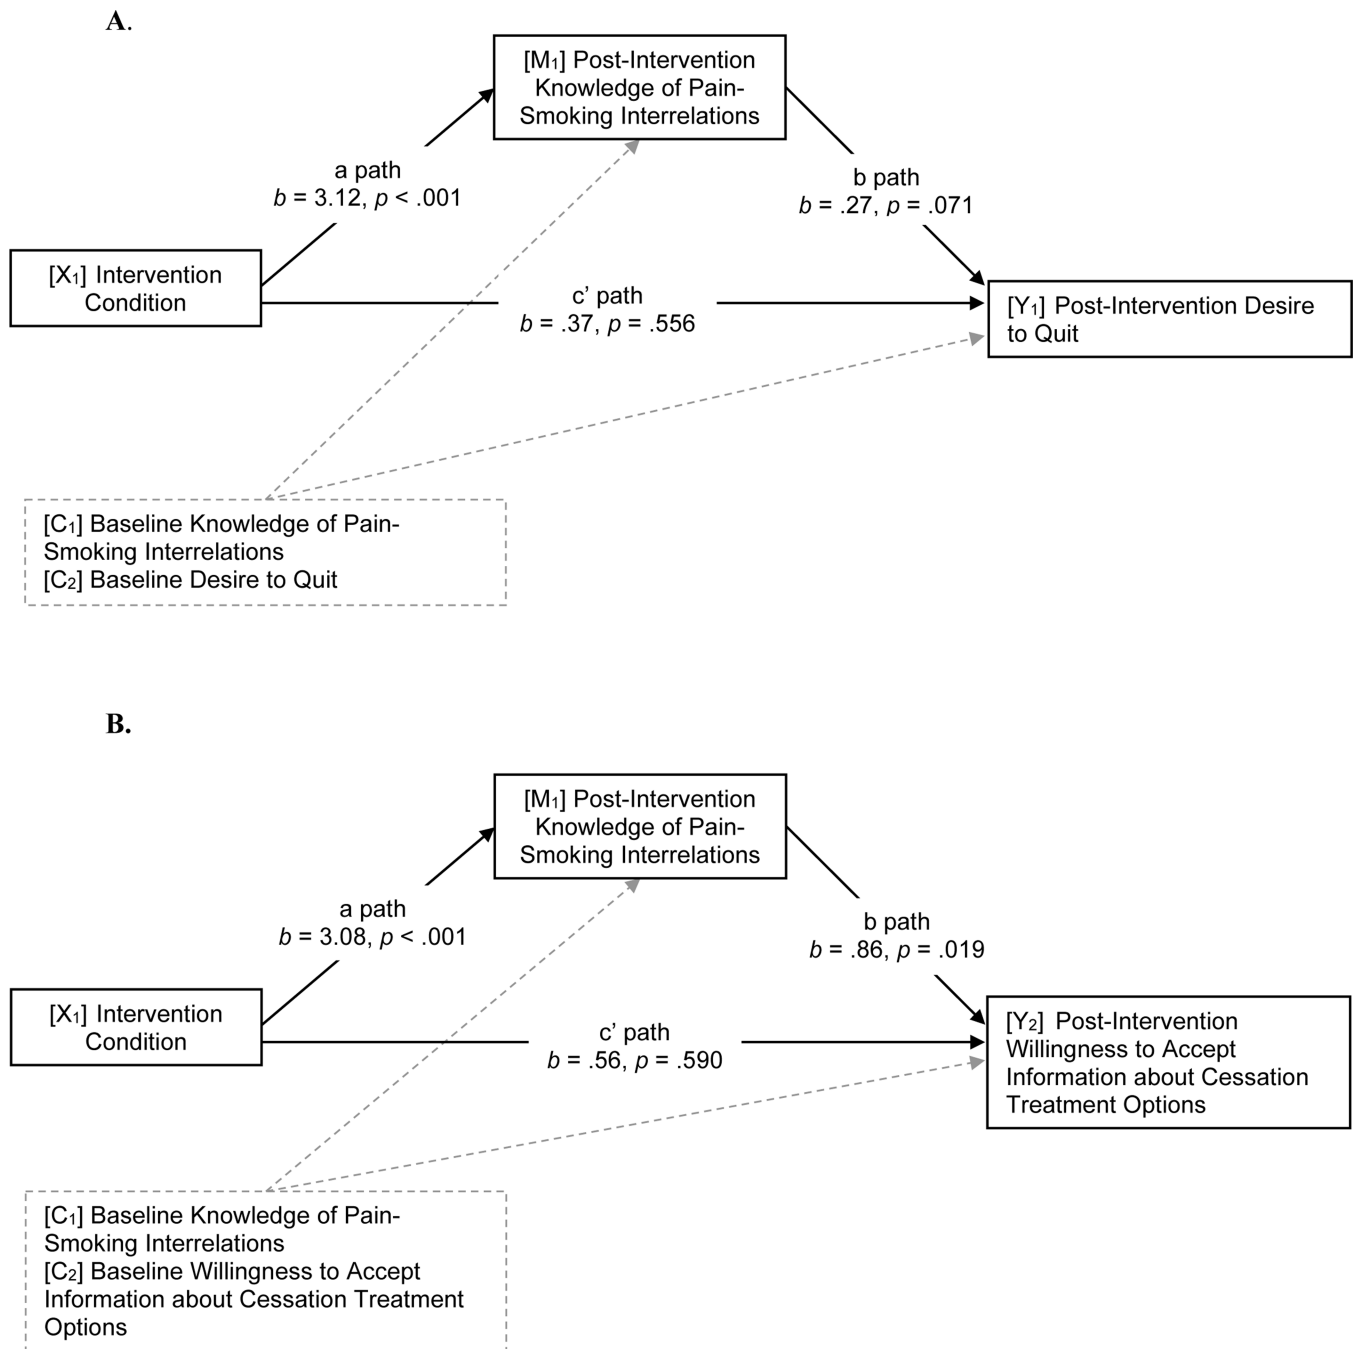 A.
[M₁] Post-Intervention
Knowledge of Pain-
Smoking Interrelations
a path
b = 3.12, p < .001
b path
b = .27, p = .071
[X₁] Intervention
Condition
c’ path
b = .37, p = .556
[Y₁] Post-Intervention Desire
to Quit
[C₁] Baseline Knowledge of Pain-
Smoking Interrelations
[C₂] Baseline Desire to Quit
B.
[M₁] Post-Intervention
Knowledge of Pain-
Smoking Interrelations
a path
b = 3.08, p < .001
b path
b = .86, p = .019
[X₁] Intervention
Condition
c’ path
b = .56, p = .590
[Y₂] Post-Intervention
Willingness to Accept
Information about Cessation
Treatment Options
[C₁] Baseline Knowledge of Pain-
Smoking Interrelations
[C₂] Baseline Willingness to Accept
Information about Cessation Treatment
Options